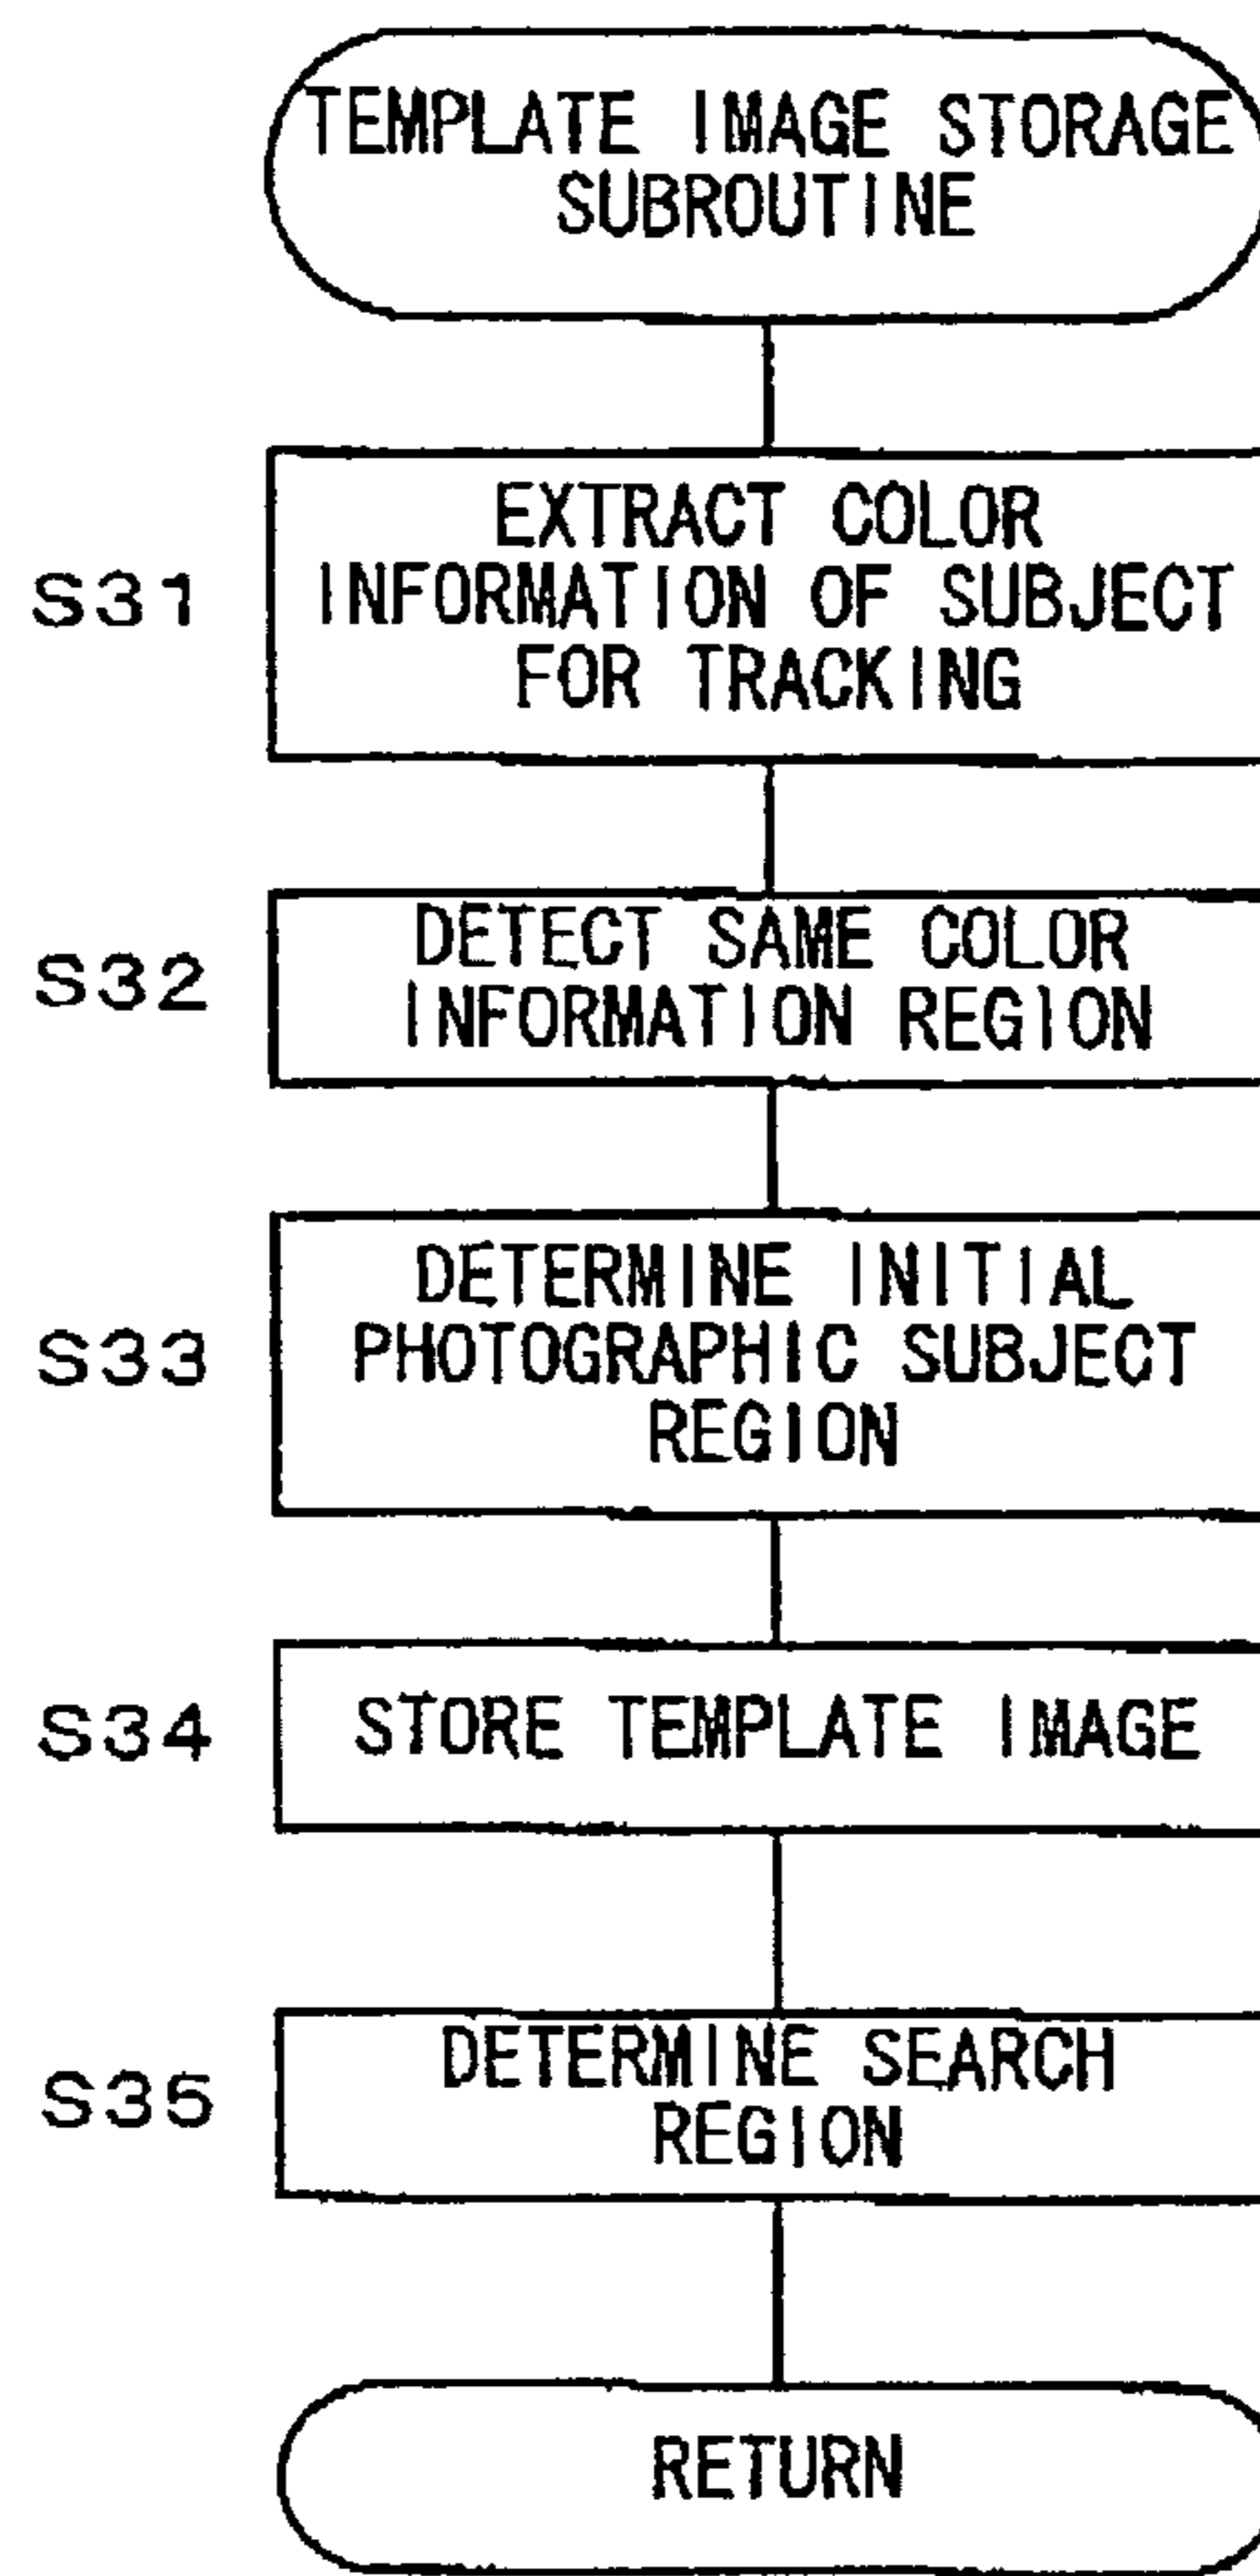 TEMPLATE IMAGE STORAGE
SUBROUTINE
S31
EXTRACT COLOR
INFORMATION OF SUBJECT
FOR TRACKING
S32
DETECT SAME COLOR
INFORMATION REGION
S33
DETERMINE INITIAL
PHOTOGRAPHIC SUBJECT
REGION
S34
STORE TEMPLATE IMAGE
S35
DETERMINE SEARCH
REGION
RETURN